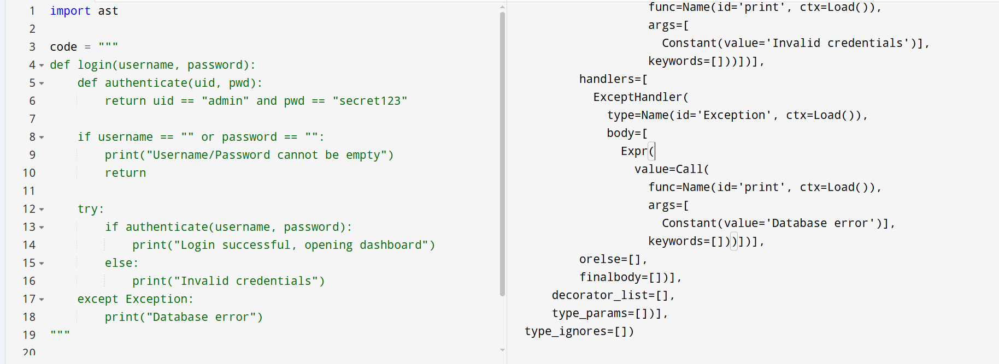 1 import ast
2
3 code = """
4 def login(username, password):
5     def authenticate(uid, pwd):
6         return uid == "admin" and pwd == "secret123"
7
8     if username == "" or password == "":
9         print("Username/Password cannot be empty")
10         return
11
12     try:
13         if authenticate(username, password):
14             print("Login successful, opening dashboard")
15         else:
16             print("Invalid credentials")
17     except Exception:
18         print("Database error")
19 """
20
                  func=Name(id='print', ctx=Load()),
                  args=[
                    Constant(value='Invalid credentials')],
                  keywords=[]))])],
        handlers=[
          ExceptHandler(
            type=Name(id='Exception', ctx=Load()),
            body=[
              Expr(
                value=Call(
                  func=Name(id='print', ctx=Load()),
                  args=[
                    Constant(value='Database error')],
                  keywords=[]))])],
        orelse=[],
        finalbody=[])],
    decorator_list=[],
    type_params=[])],
type_ignores=[])